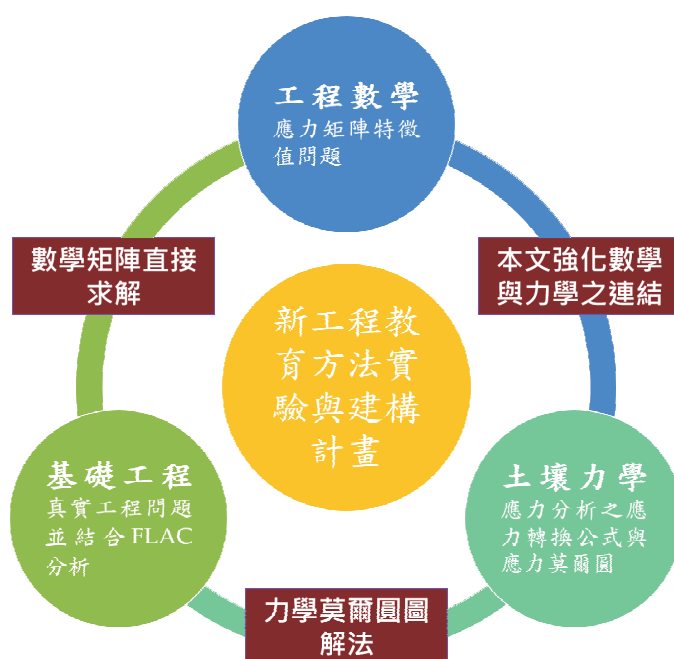 工程數學
應力矩陣特徵
值問題
數學矩陣直接
求解
本文強化數學
與力學之連結
新工程教
育方法實
驗與建構
計畫
基礎工程
真實工程問題
並結合FLAC
分析
土壤力學
應力分析之應
力轉換公式與
應力莫爾圓
力學莫爾圓圖
解法